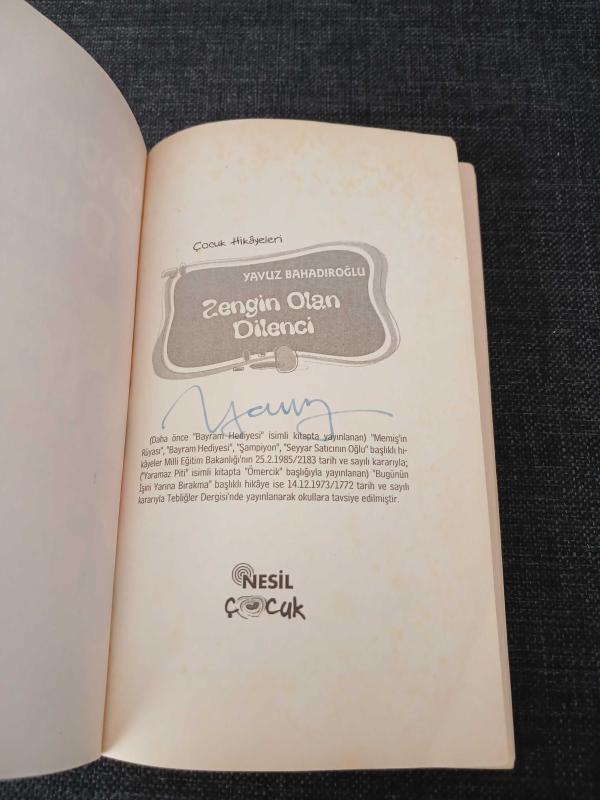 Çocuk Hikâyeleri
YAVUZ BAHADIROĞLU
Zengin Olan
Dilenci
Yavuz
(Daha önce "Bayram Hediyesi" isimli kitapta yayınlanan) "Memiş'in
Rüyası", "Bayram Hediyesi", "Şampiyon", "Seyyar Satıcının Oğlu" başlıklı hi-
kâyeler Milli Eğitim Bakanlığı'nın 25.2.1985/2183 tarih ve sayılı kararıyla;
("Yaramaz Piti" isimli kitapta "Ömercik" başlığıyla yayınlanan) "Bugünün
İşini Yarına Bırakma" başlıklı hikâye ise 14.12.1973/1772 tarih ve sayılı
kararıyla Tebliğler Dergisi'nde yayınlanarak okullara tavsiye edilmiştir.
NESİL
çocuk